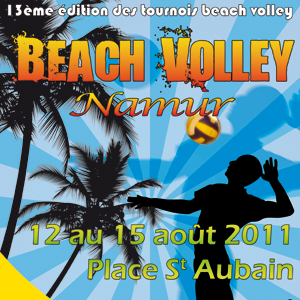 13ème édition des tournois beach volley
BEACH VOLLEY
Namur
12 au 15 août 2011
Place St Aubain